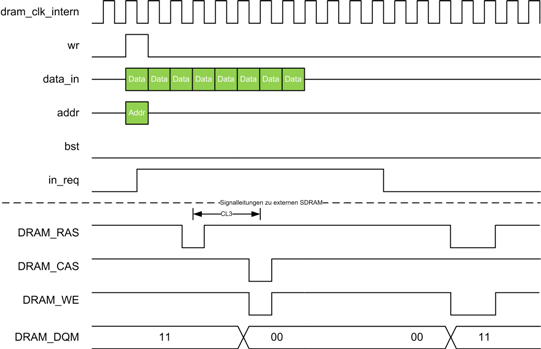 dram_clk_intern
wr
data_in
Data Data Data Data Data Data Data Data
addr
Addr
bst
in_req
Signalleitungen zu externen SDRAM
CL3
DRAM_RAS
DRAM_CAS
DRAM_WE
DRAM_DQM
11 00 00 11